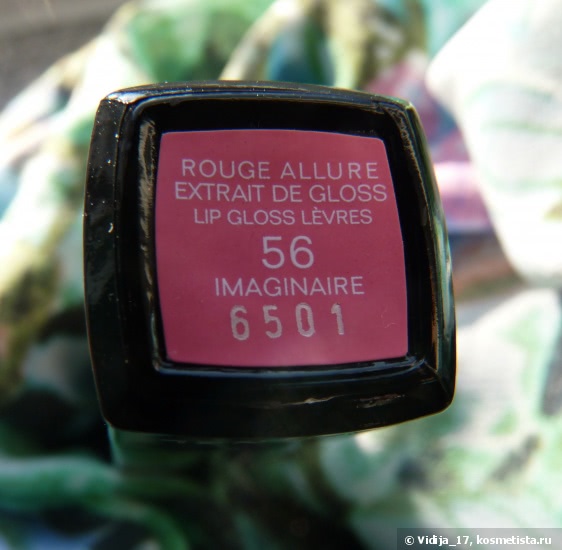 ROUGE ALLURE
EXTRAIT DE GLOSS
LIP GLOSS LÈVRES
56
IMAGINAIRE
6501
© Vidija_17, kosmetista.ru